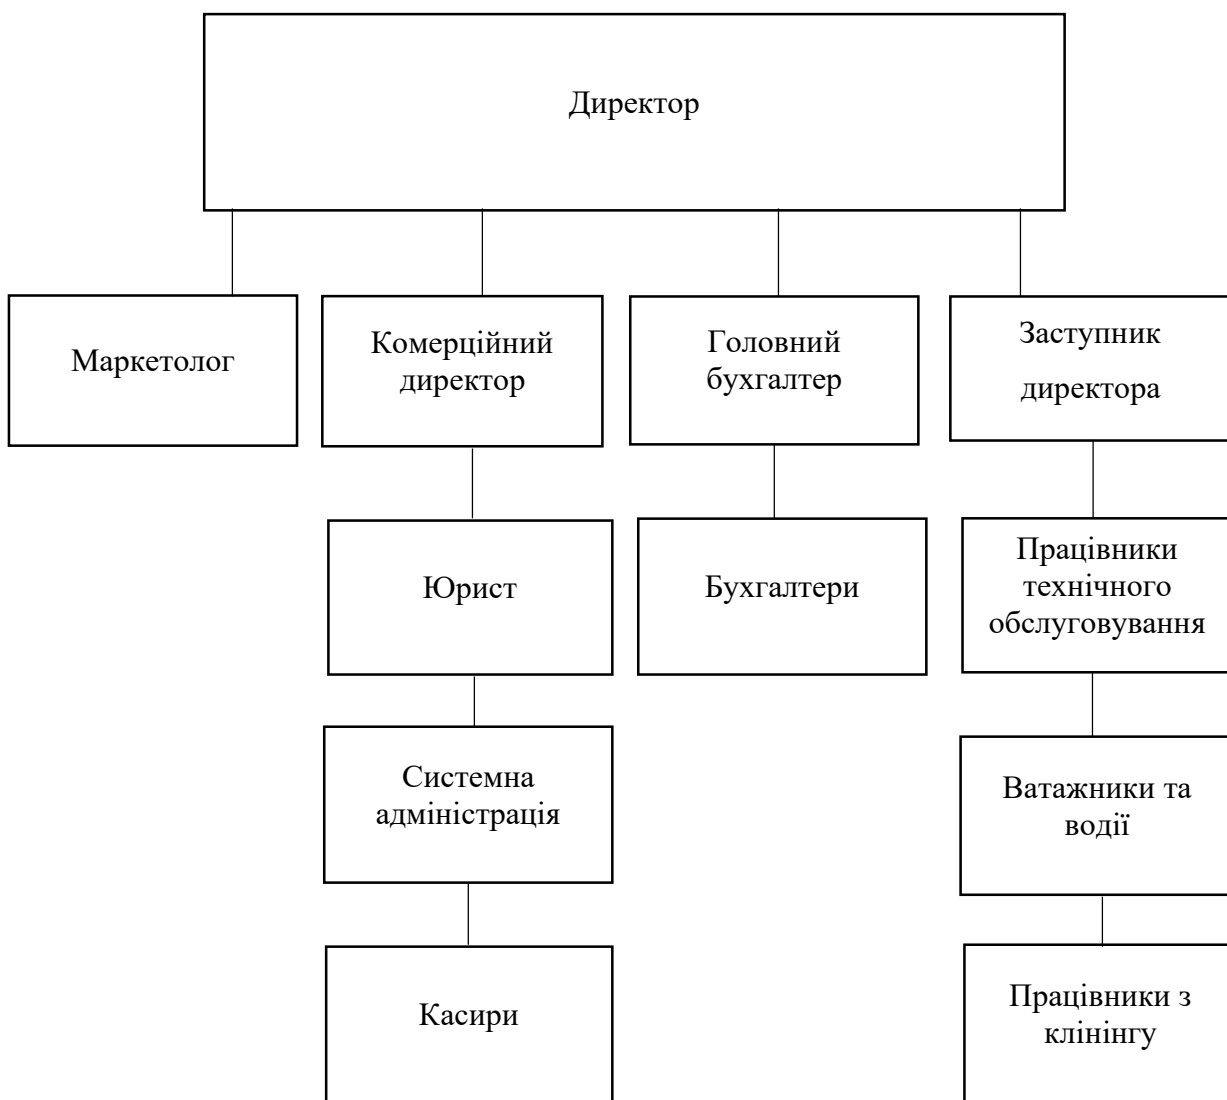 Директор
Маркетолог
Комерційний
директор
Головний
бухгалтер
Заступник
директора
Юрист
Бухгалтери
Працівники
технічного
обслуговування
Системна
адміністрація
Ватажники та
водії
Касири
Працівники з
клінінгу